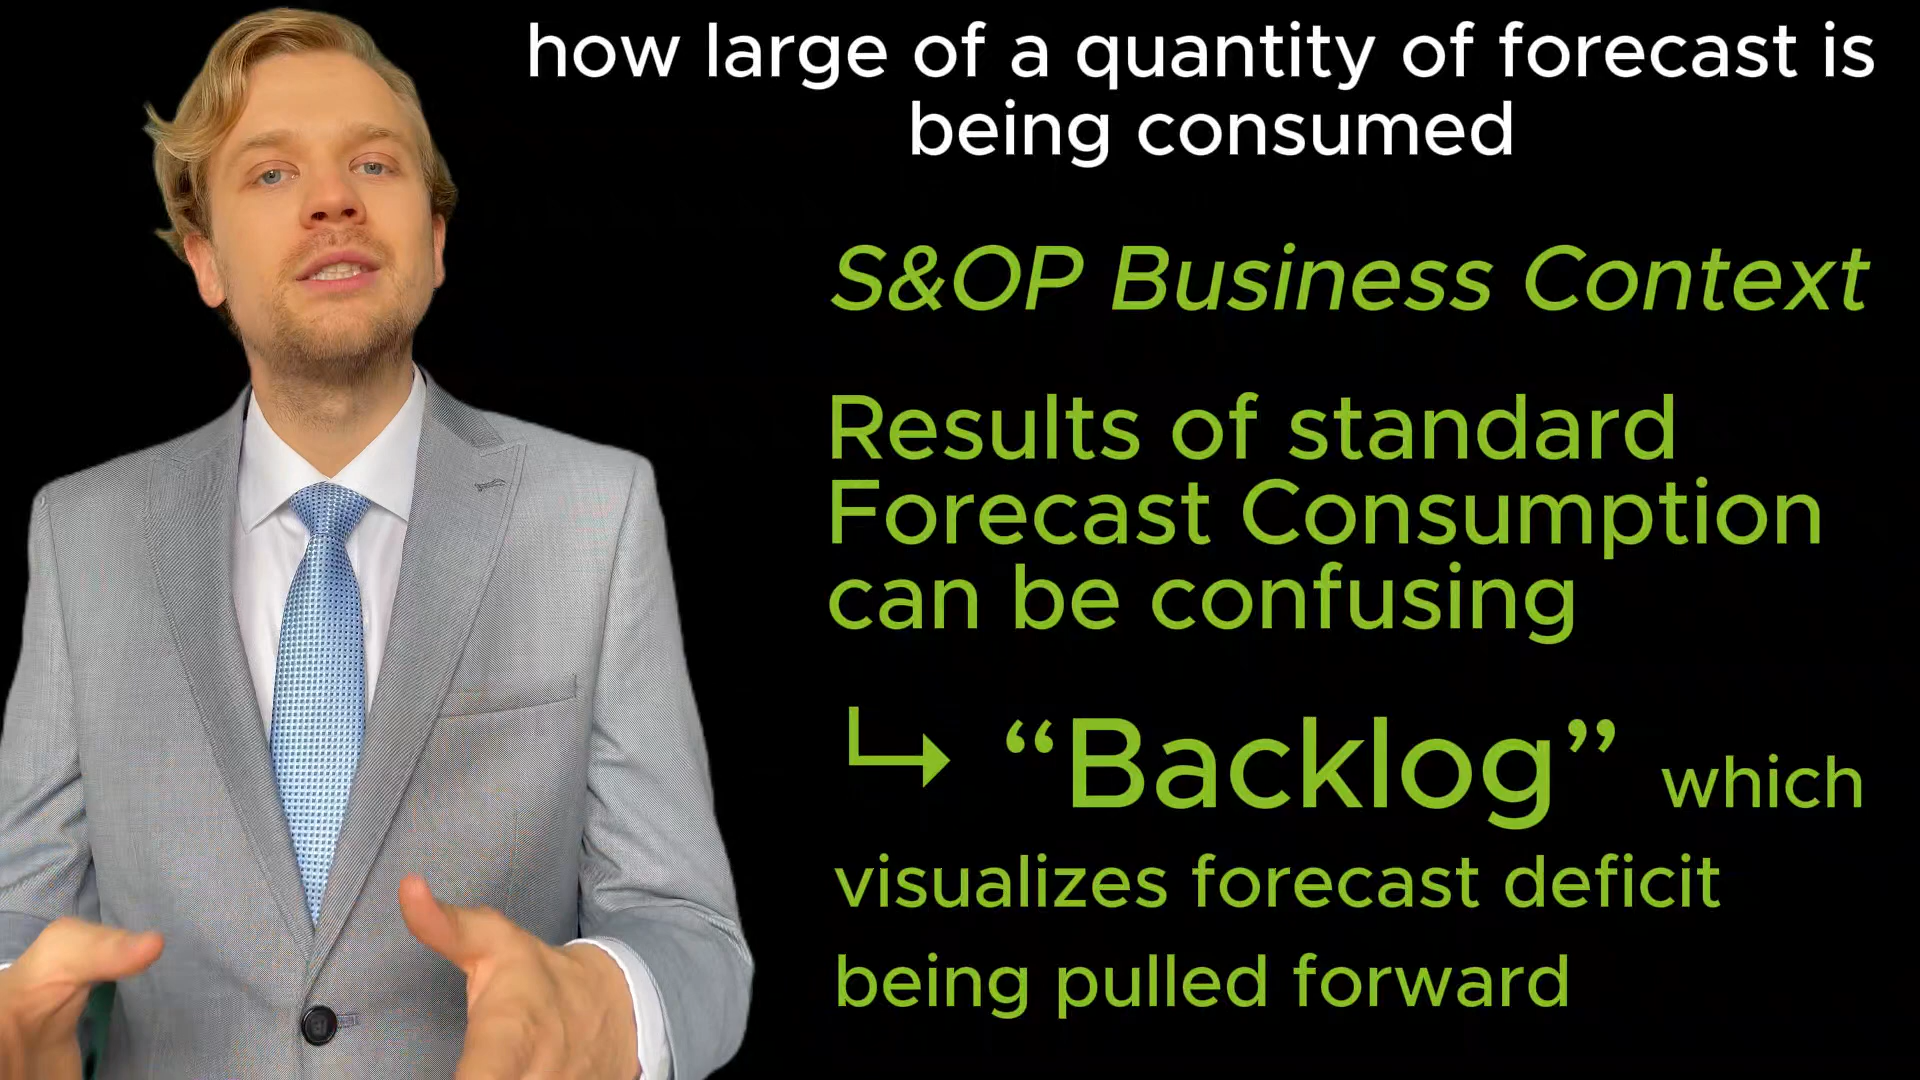 how large of a quantity of forecast is
being consumed
S&OP Business Context
Results of standard
Forecast Consumption
can be confusing
“Backlog” which
visualizes forecast deficit
being pulled forward